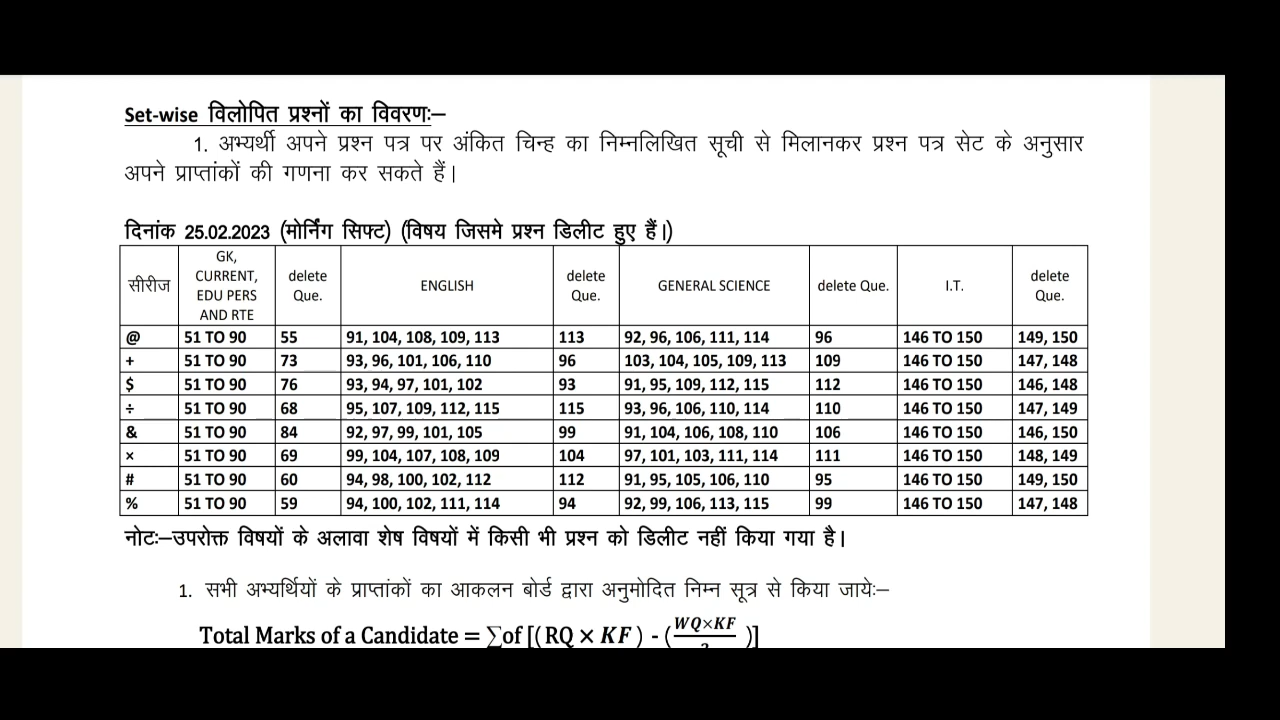 Set-wise विलोपित प्रश्नों का विवरणः–
1. अभ्यर्थी अपने प्रश्न पत्र पर अंकित चिन्ह का निम्नलिखित सूची से मिलानकर प्रश्न पत्र सेट के अनुसार
अपने प्राप्तांकों की गणना कर सकते हैं।
दिनांक 25.02.2023 (मोर्निंग सिफ्ट) (विषय जिसमे प्रश्न डिलीट हुए हैं।)
सीरीज GK, CURRENT, EDU PERS AND RTE delete Que. ENGLISH delete Que. GENERAL SCIENCE delete Que. I.T. delete Que.
@ 51 TO 90 55 91, 104, 108, 109, 113 113 92, 96, 106, 111, 114 96 146 TO 150 149, 150
+ 51 TO 90 73 93, 96, 101, 106, 110 96 103, 104, 105, 109, 113 109 146 TO 150 147, 148
$ 51 TO 90 76 93, 94, 97, 101, 102 93 91, 95, 109, 112, 115 112 146 TO 150 146, 148
÷ 51 TO 90 68 95, 107, 109, 112, 115 115 93, 96, 106, 110, 114 110 146 TO 150 147, 149
& 51 TO 90 84 92, 97, 99, 101, 105 99 91, 104, 106, 108, 110 106 146 TO 150 146, 150
× 51 TO 90 69 99, 104, 107, 108, 109 104 97, 101, 103, 111, 114 111 146 TO 150 148, 149
# 51 TO 90 60 94, 98, 100, 102, 112 112 91, 95, 105, 106, 110 95 146 TO 150 149, 150
% 51 TO 90 59 94, 100, 102, 111, 114 94 92, 99, 106, 113, 115 99 146 TO 150 147, 148
नोटः–उपरोक्त विषयों के अलावा शेष विषयों में किसी भी प्रश्न को डिलीट नहीं किया गया है।
1. सभी अभ्यर्थियों के प्राप्तांकों का आकलन बोर्ड द्वारा अनुमोदित निम्न सूत्र से किया जायेः–
Total Marks of a Candidate = ∑of [(RQ × KF) - (WQ×KF/ )]